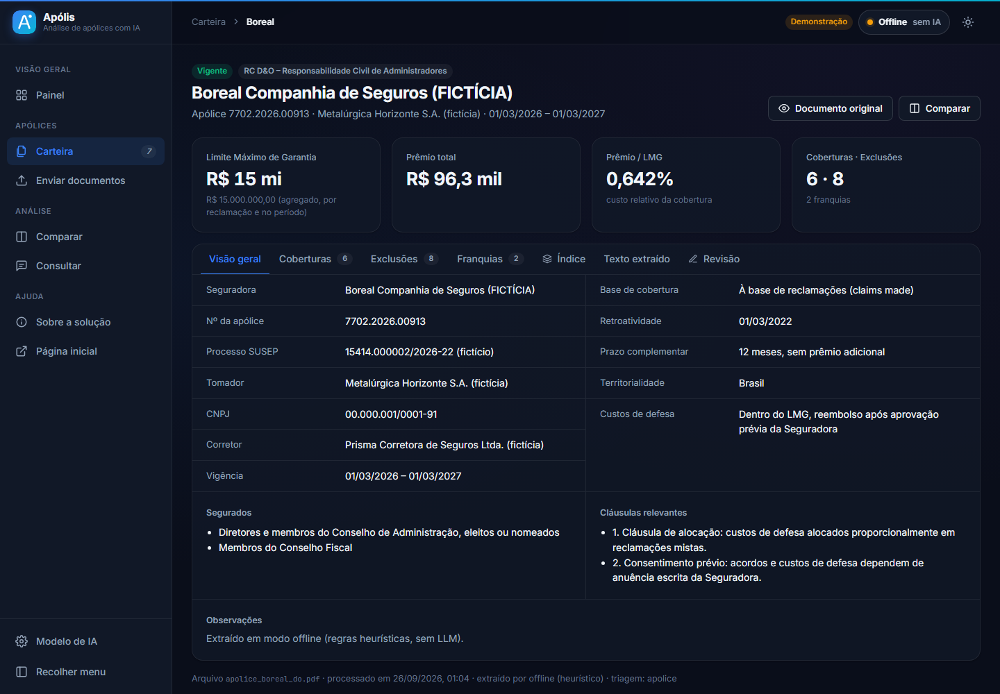 Apólis
Análise de apólices com IA
VISÃO GERAL
Painel
APÓLICES
Carteira 7
Enviar documentos
ANÁLISE
Comparar
Consultar
AJUDA
Sobre a solução
Página inicial
Modelo de IA
Recolher menu
Carteira > Boreal
Demonstração
Offline sem IA
Vigente
RC D&O – Responsabilidade Civil de Administradores
Boreal Companhia de Seguros (FICTÍCIA)
Apólice 7702.2026.00913 · Metalúrgica Horizonte S.A. (fictícia) · 01/03/2026 – 01/03/2027
Documento original
Comparar
Limite Máximo de Garantia
R$ 15 mi
R$ 15.000.000,00 (agregado, por
reclamação e no período)
Prêmio total
R$ 96,3 mil
Prêmio / LMG
0,642%
custo relativo da cobertura
Coberturas · Exclusões
6 · 8
2 franquias
Visão geral
Coberturas 6
Exclusões 8
Franquias 2
Índice
Texto extraído
Revisão
Seguradora Boreal Companhia de Seguros (FICTÍCIA)
Nº da apólice 7702.2026.00913
Processo SUSEP 15414.000002/2026-22 (fictício)
Tomador Metalúrgica Horizonte S.A. (fictícia)
CNPJ 00.000.001/0001-91
Corretor Prisma Corretora de Seguros Ltda. (fictícia)
Vigência 01/03/2026 – 01/03/2027
Base de cobertura À base de reclamações (claims made)
Retroatividade 01/03/2022
Prazo complementar 12 meses, sem prêmio adicional
Territorialidade Brasil
Custos de defesa Dentro do LMG, reembolso após aprovação
prévia da Seguradora
Segurados
• Diretores e membros do Conselho de Administração, eleitos ou nomeados
• Membros do Conselho Fiscal
Cláusulas relevantes
• 1. Cláusula de alocação: custos de defesa alocados proporcionalmente em
reclamações mistas.
• 2. Consentimento prévio: acordos e custos de defesa dependem de
anuência escrita da Seguradora.
Observações
Extraído em modo offline (regras heurísticas, sem LLM).
Arquivo apolice_boreal_do.pdf · processado em 26/09/2026, 01:04 · extraído por offline (heurístico) · triagem: apolice